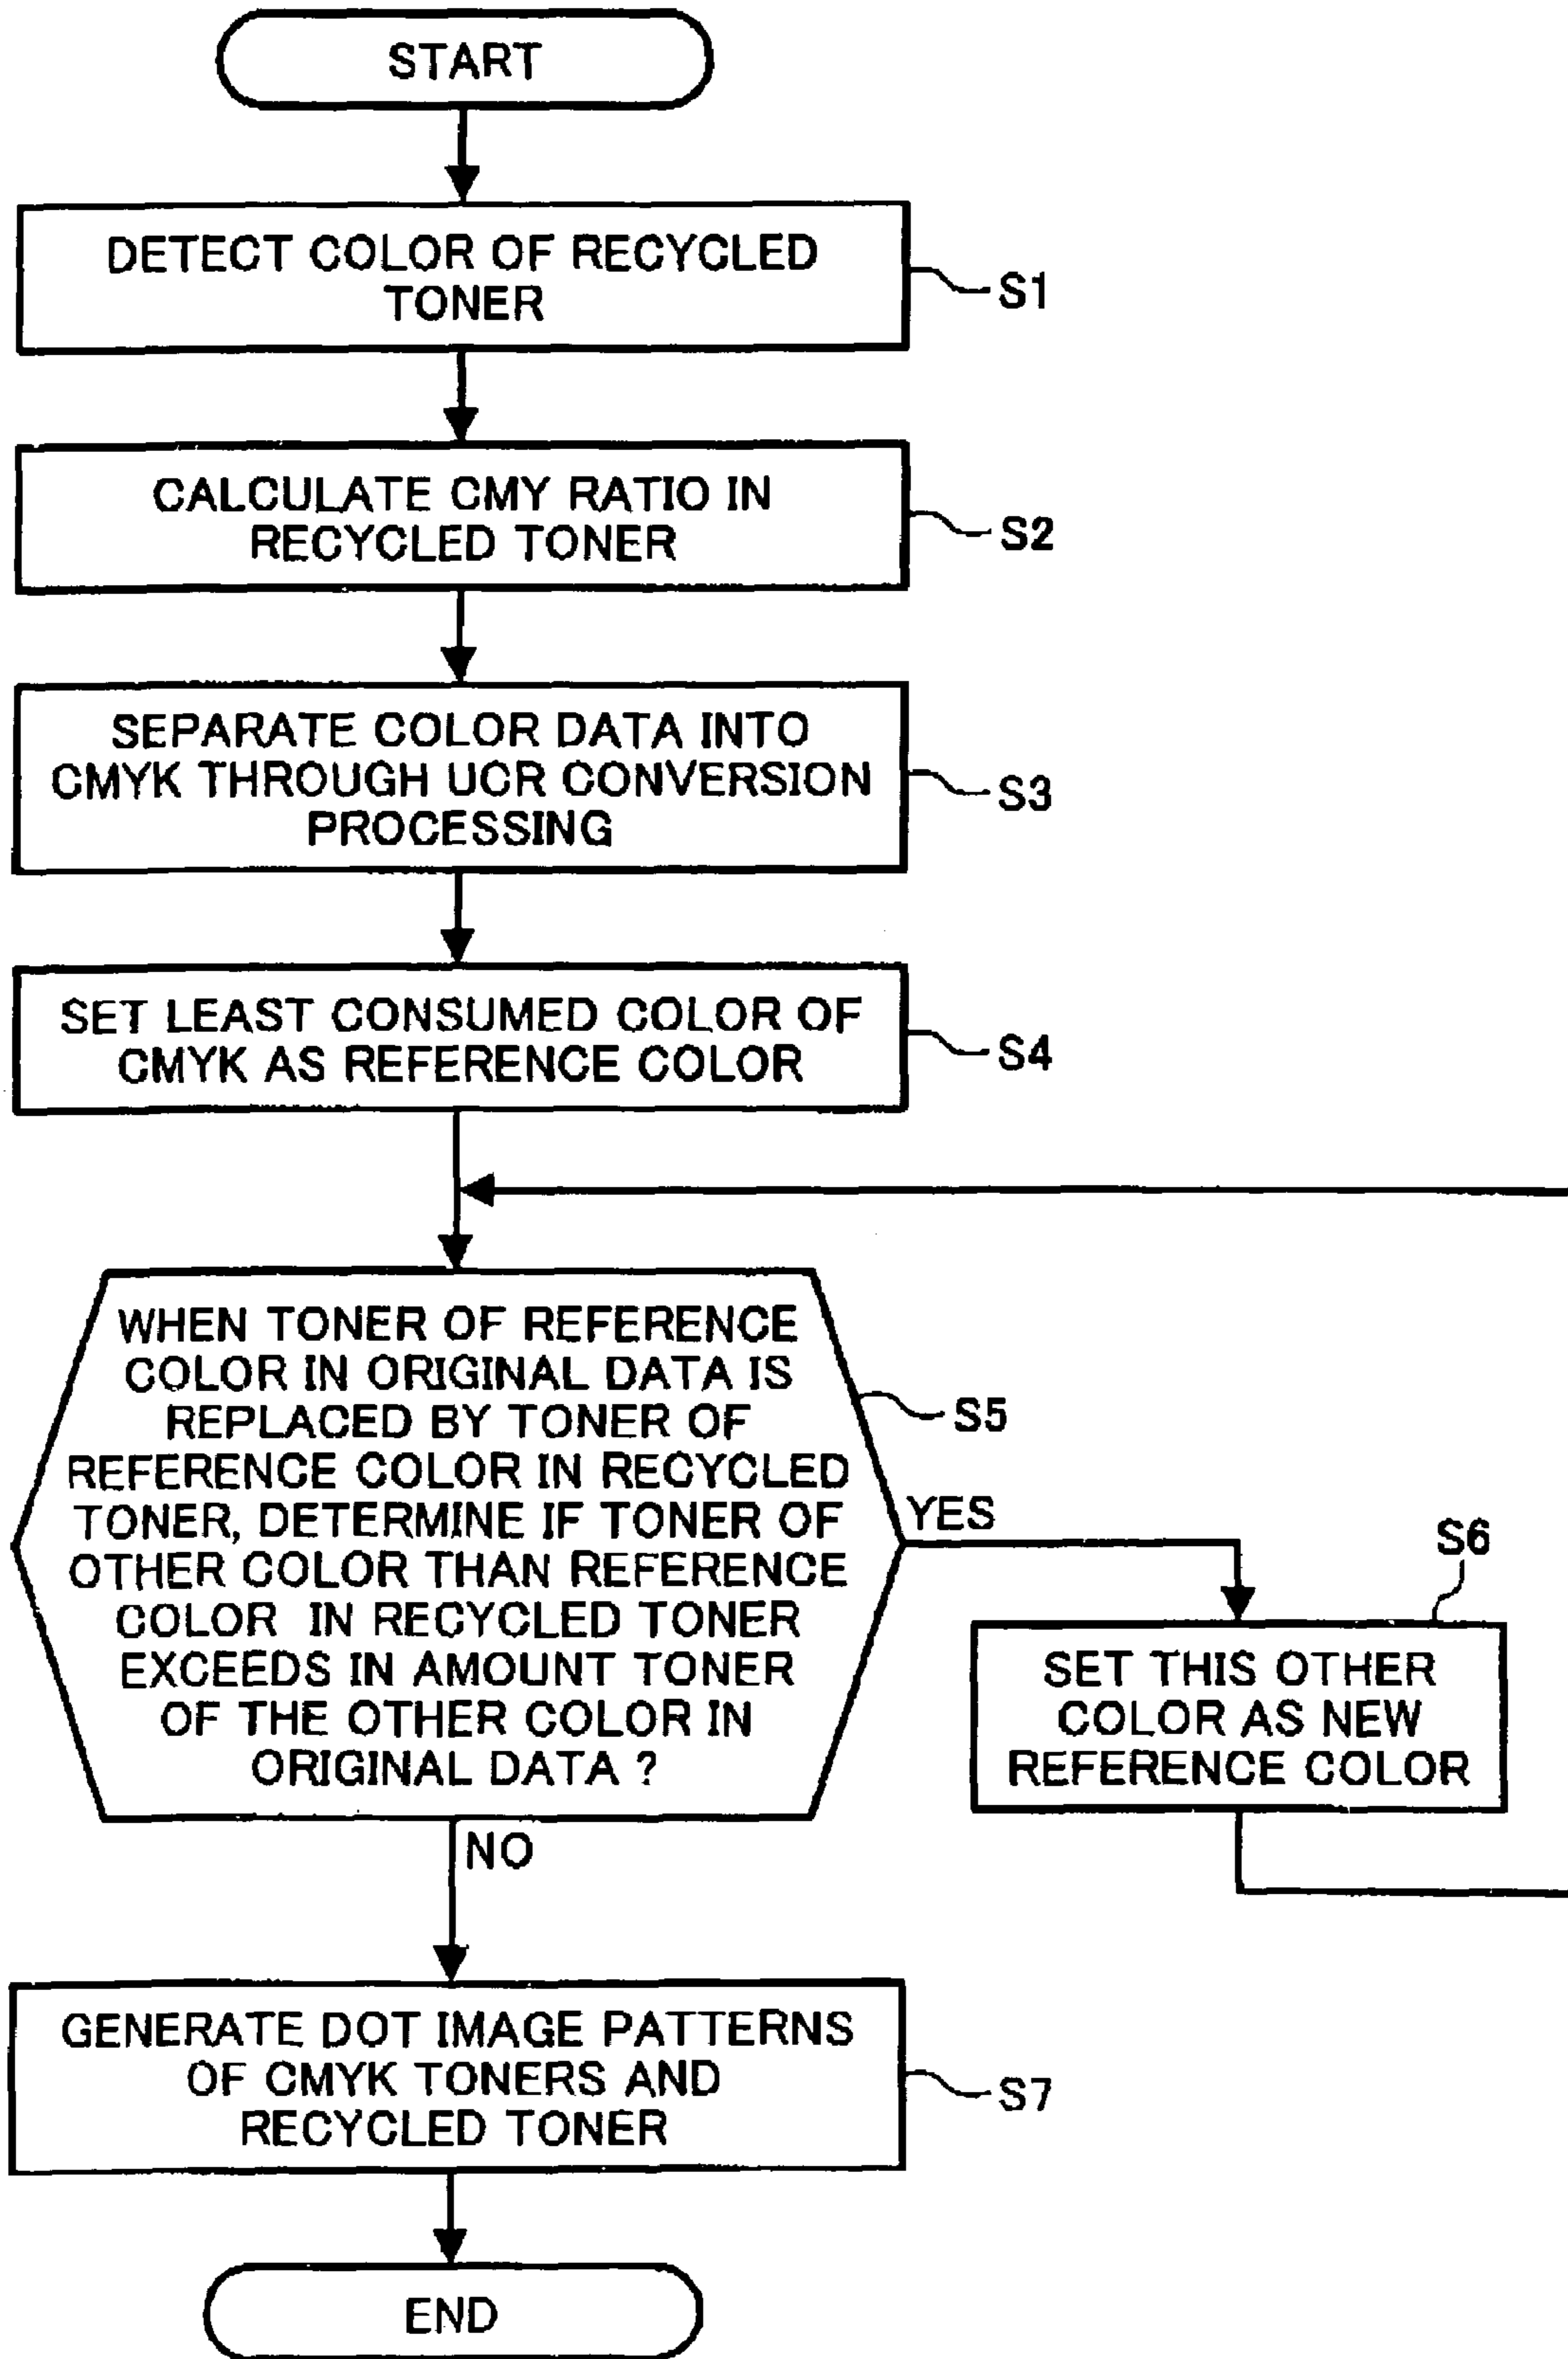 START
DETECT COLOR OF RECYCLED
TONER
S1
CALCULATE CMY RATIO IN
RECYCLED TONER
S2
SEPARATE COLOR DATA INTO
CMYK THROUGH UCR CONVERSION
PROCESSING
S3
SET LEAST CONSUMED COLOR OF
CMYK AS REFERENCE COLOR
S4
WHEN TONER OF REFERENCE
COLOR IN ORIGINAL DATA IS
REPLACED BY TONER OF
REFERENCE COLOR IN RECYCLED
TONER, DETERMINE IF TONER OF
OTHER COLOR THAN REFERENCE
COLOR IN RECYCLED TONER
EXCEEDS IN AMOUNT TONER
OF THE OTHER COLOR IN
ORIGINAL DATA ?
S5
YES
S6
SET THIS OTHER
COLOR AS NEW
REFERENCE COLOR
NO
GENERATE DOT IMAGE PATTERNS
OF CMYK TONERS AND
RECYCLED TONER
S7
END